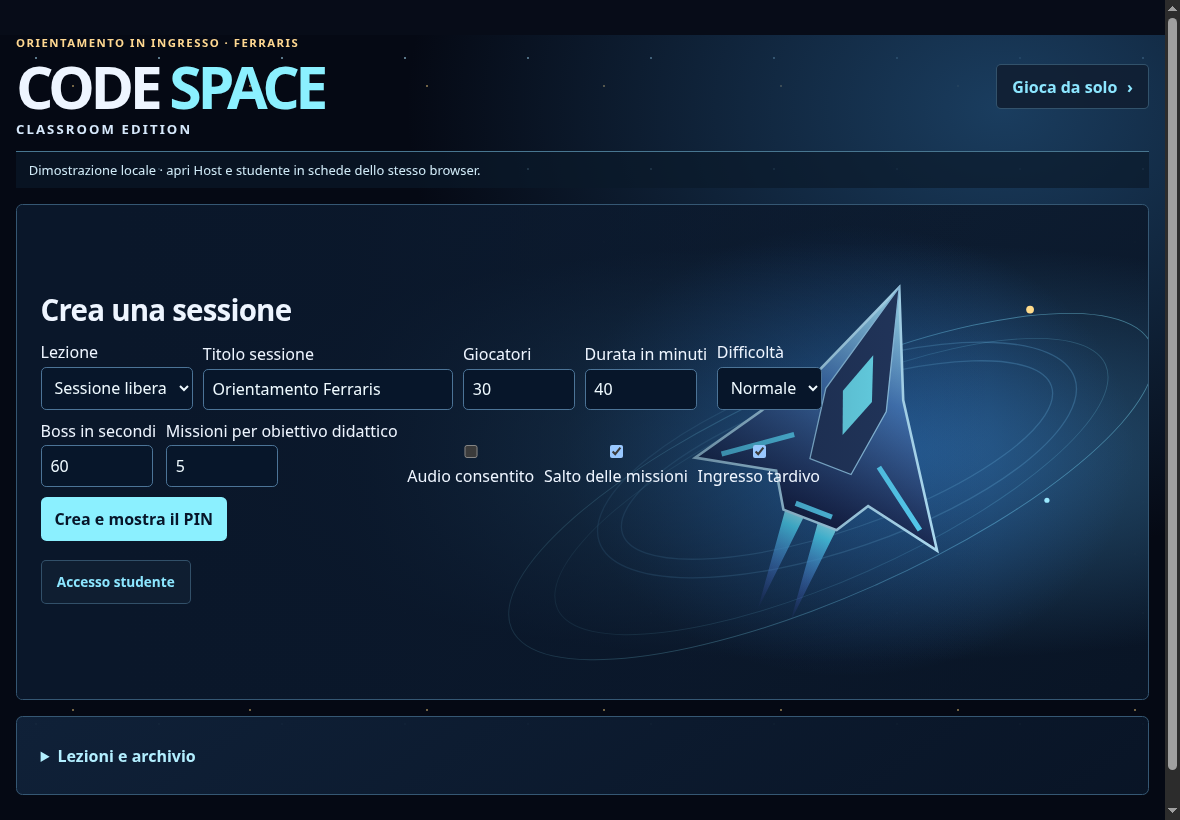 ORIENTAMENTO IN INGRESSO · FERRARIS
CODE SPACE
CLASSROOM EDITION
Gioca da solo ›
Dimostrazione locale · apri Host e studente in schede dello stesso browser.
Crea una sessione
Lezione
Titolo sessione
Giocatori
Durata in minuti
Difficoltà
Sessione libera
Orientamento Ferraris
30
40
Normale
Boss in secondi
Missioni per obiettivo didattico
60
5
Audio consentito
Salto delle missioni
Ingresso tardivo
Crea e mostra il PIN
Accesso studente
Lezioni e archivio